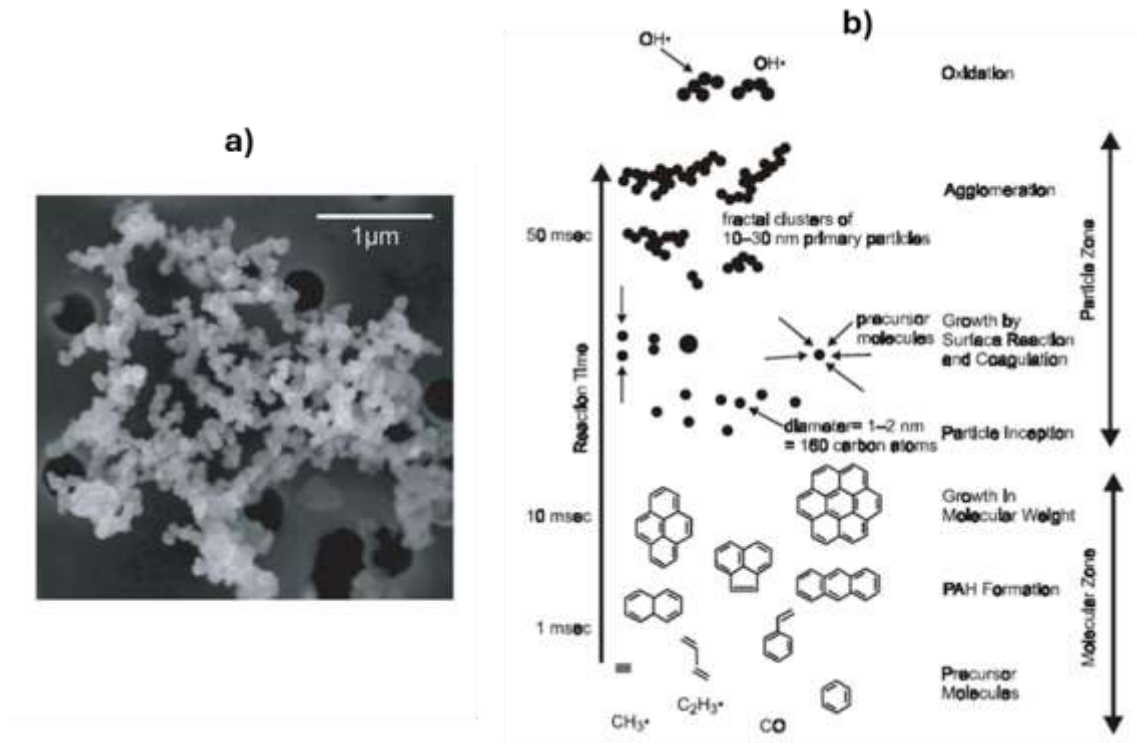 a)
1μm
b)
OH•
OH•
Oxidation
Agglomeration
fractal clusters of
10–30 nm primary particles
50 msec
Particle Zone
precursor
molecules
Growth by
Surface Reaction
and Coagulation
Reaction Time
diameter= 1–2 nm
= 160 carbon atoms
Particle Inception
Growth in
Molecular Weight
10 msec
PAH Formation
Molecular Zone
1 msec
Precursor
Molecules
C2H3•
CH3•
CO